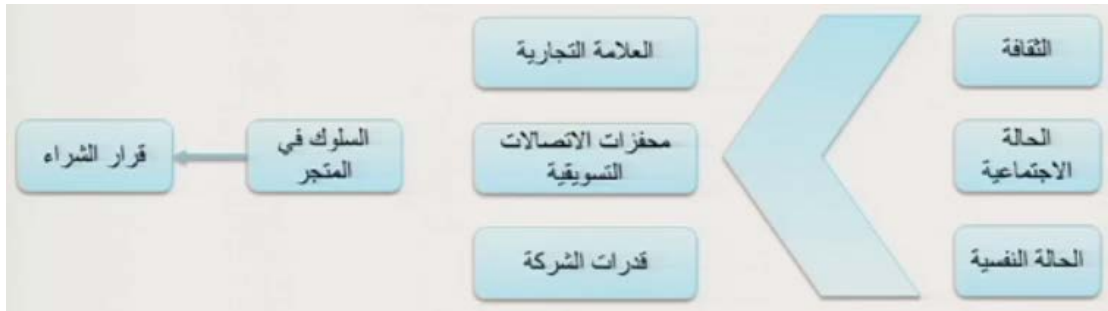 الثقافة
الحالة
الاجتماعية
الحالة النفسية
العلامة التجارية
محفزات الاتصالات
التسويقية
قدرات الشركة
السلوك في
المتجر
قرار الشراء